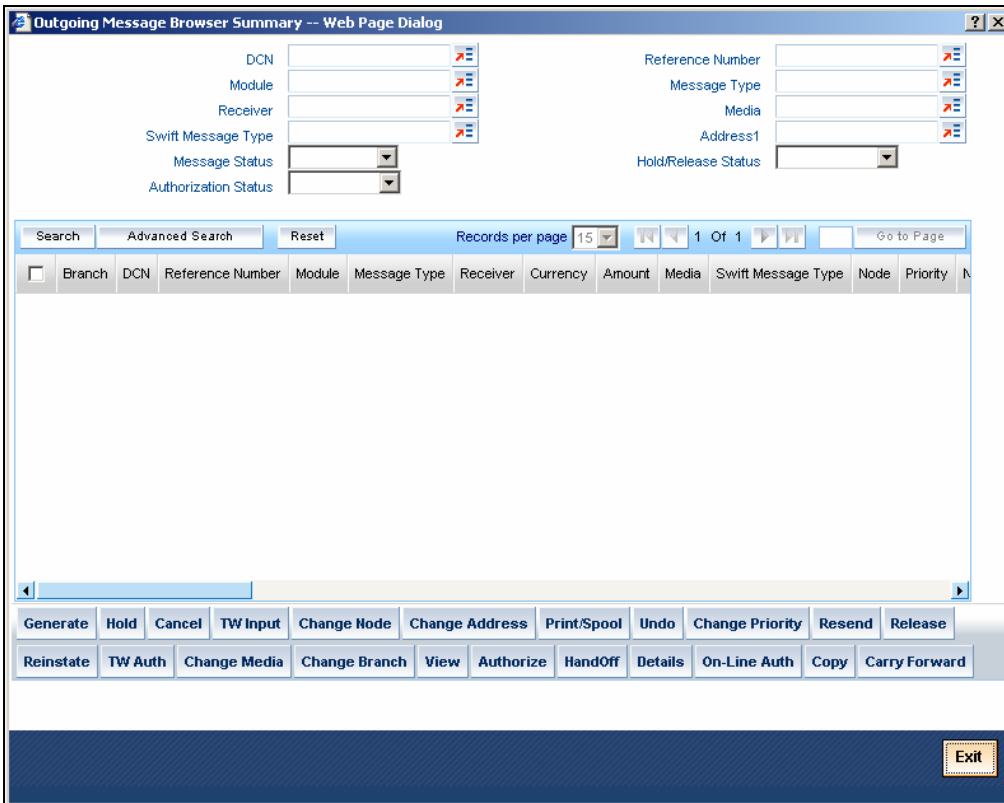 Outgoing Message Browser Summary -- Web Page Dialog
DCN
Reference Number
Module
Message Type
Receiver
Media
Swift Message Type
Address1
Message Status
Hold/Release Status
Authorization Status
Search Advanced Search Reset Records per page 15 1 Of 1 Go to Page
Branch DCN Reference Number Module Message Type Receiver Currency Amount Media Swift Message Type Node Priority N
Generate Hold Cancel TW Input Change Node Change Address Print/Spool Undo Change Priority Resend Release
Reinstate TW Auth Change Media Change Branch View Authorize HandOff Details On-Line Auth Copy Carry Forward
Exit